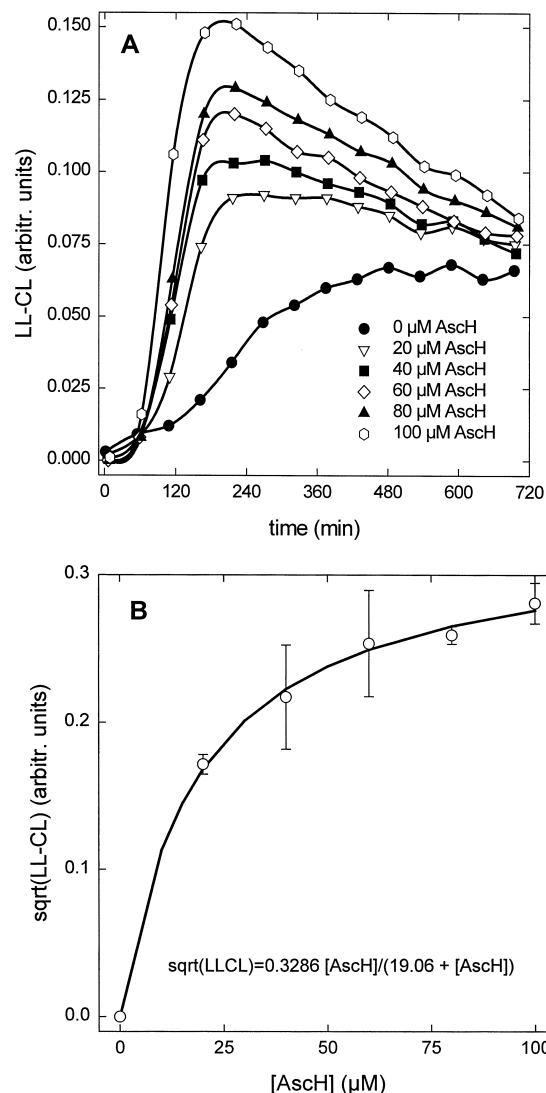 A
LL-CL (arbitr. units)
0.150
0.125
0.100
0.075
0.050
0.025
0.000
0 µM AscH
20 µM AscH
40 µM AscH
60 µM AscH
80 µM AscH
100 µM AscH
0 120 240 360 480 600 720
time (min)
B
sqrt(LL-CL) (arbitr. units)
0.3
0.2
0.1
0.0
sqrt(LLCL)=0.3286 [AscH]/(19.06 + [AscH])
0 25 50 75 100
[AscH] (µM)